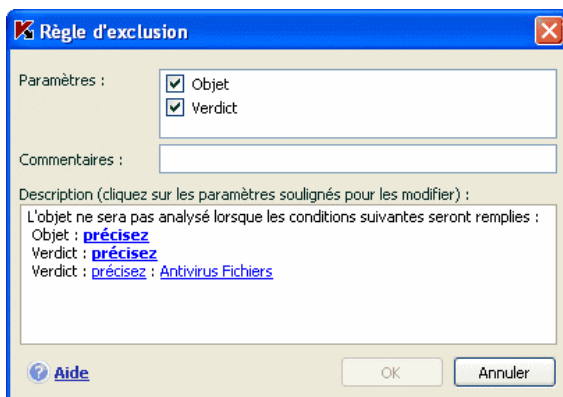 Règle d'exclusion
Paramètres :
Objet
Verdict
Commentaires :
Description (cliquez sur les paramètres soulignés pour les modifier) :
L'objet ne sera pas analysé lorsque les conditions suivantes seront remplies :
Objet : précisez
Verdict : précisez
Verdict : précisez : Antivirus Fichiers
Aide
OK
Annuler